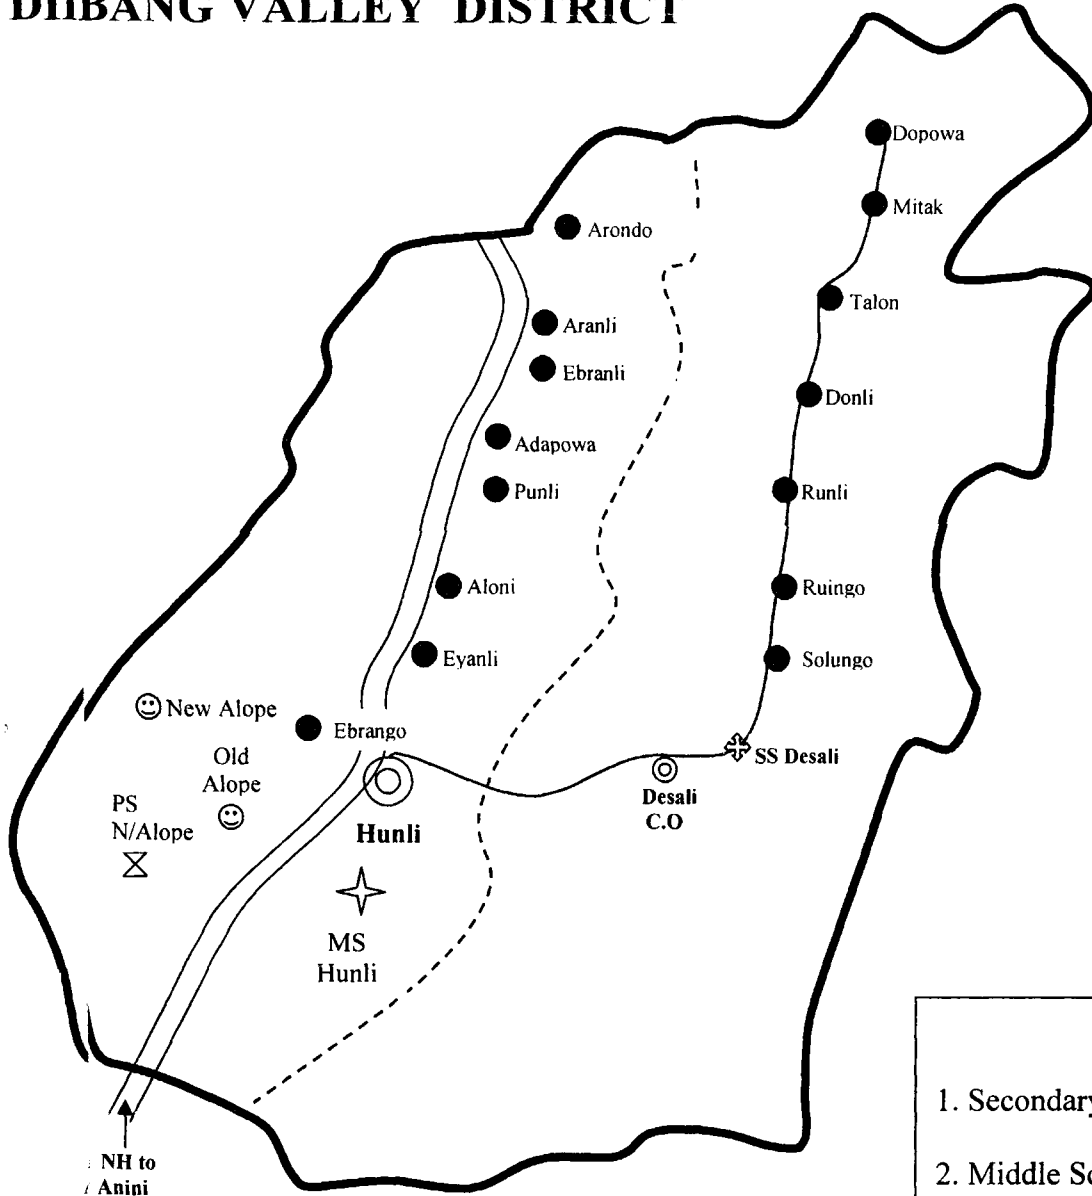 DIBANG VALLEY DISTRICT
Dopowa
Mitak
Arondo
Talon
Aranli
Ebranli
Donli
Adapowa
Punli
Runli
Aloni
Ruingo
Eyanli
Solungo
New Alope
Ebrango
Old
Alope
SS Desali
PS
N/Alope
Desali
C.O
Hunli
MS
Hunli
1. Secondary
2. Middle
NH to
Anini